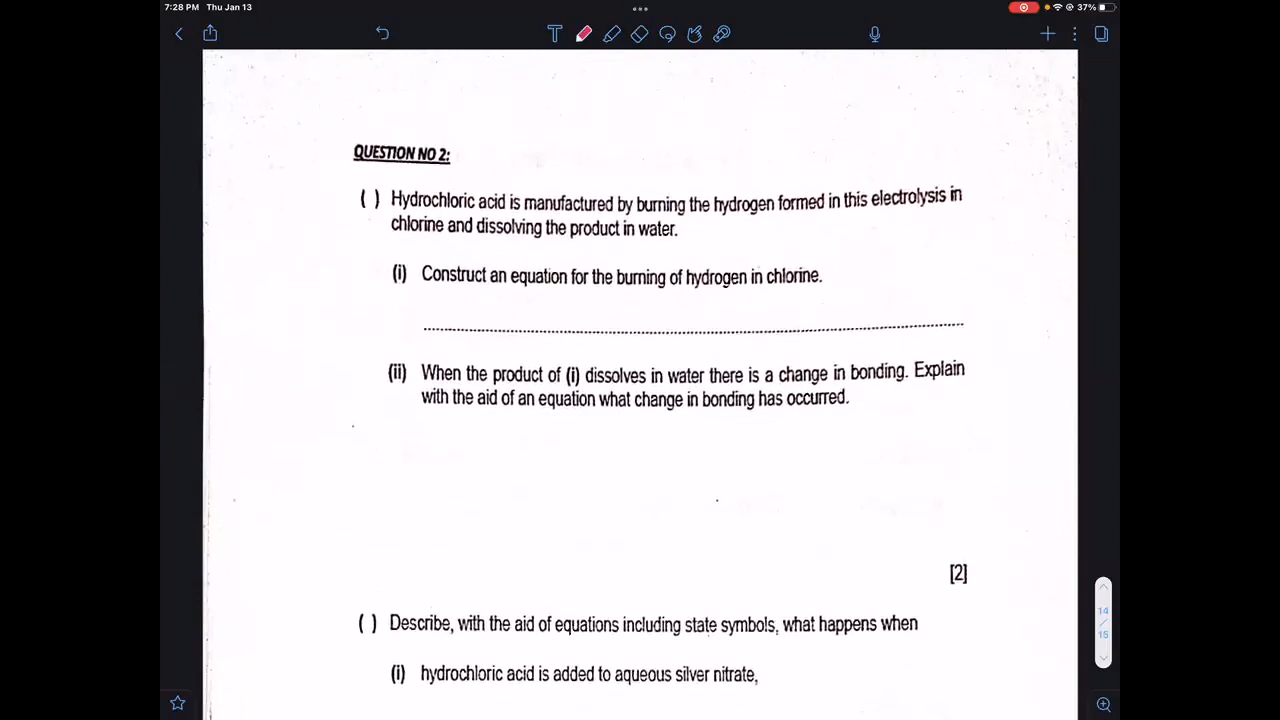 7:28 PM Thu Jan 13
37%
QUESTION NO 2:
( ) Hydrochloric acid is manufactured by burning the hydrogen formed in this electrolysis in
chlorine and dissolving the product in water.
(i) Construct an equation for the burning of hydrogen in chlorine.
(ii) When the product of (i) dissolves in water there is a change in bonding. Explain
with the aid of an equation what change in bonding has occurred.
[2]
( ) Describe, with the aid of equations including state symbols, what happens when
(i) hydrochloric acid is added to aqueous silver nitrate,
14
/
15